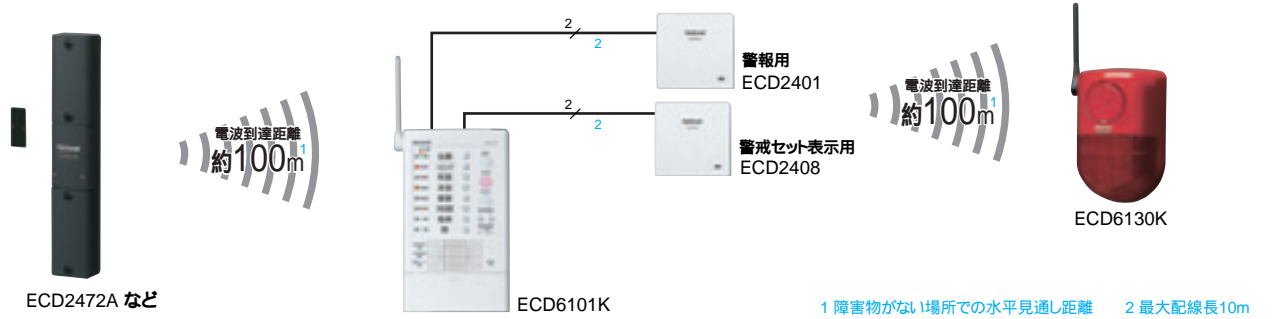 電波到達距離
約100m1
ECD2472A など
2
2
2
2
ECD6101K
警報用
ECD2401
警戒セット表示用
ECD2408
電波到達距離
約100m1
ECD6130K
1 障害物がない場所での水平見通し距離 2 最大配線長10m